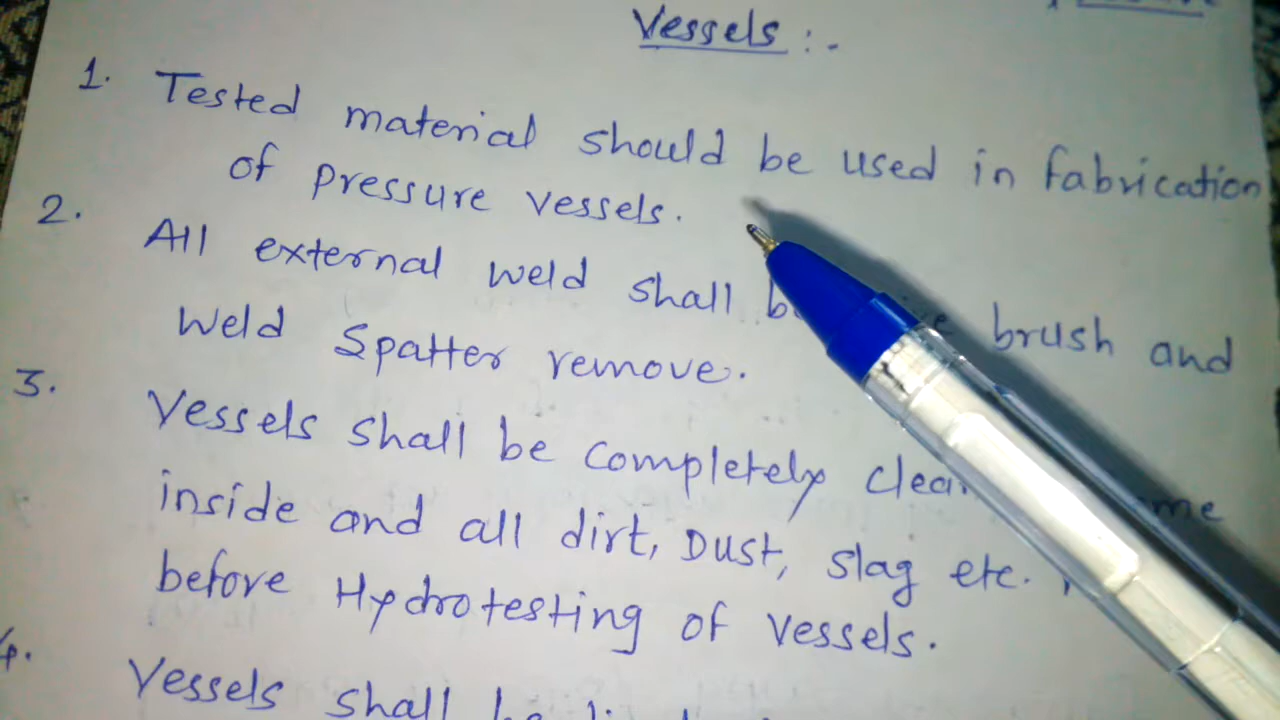 Vessels :-
1. Tested material should be used in fabrication
of pressure vessels.
2. All external weld shall brush and
Weld Spatter remove.
3. Vessels shall be completely
inside and all dirt, Dust, slag etc.
before Hydrotesting of vessels.
4. Vessels shall be